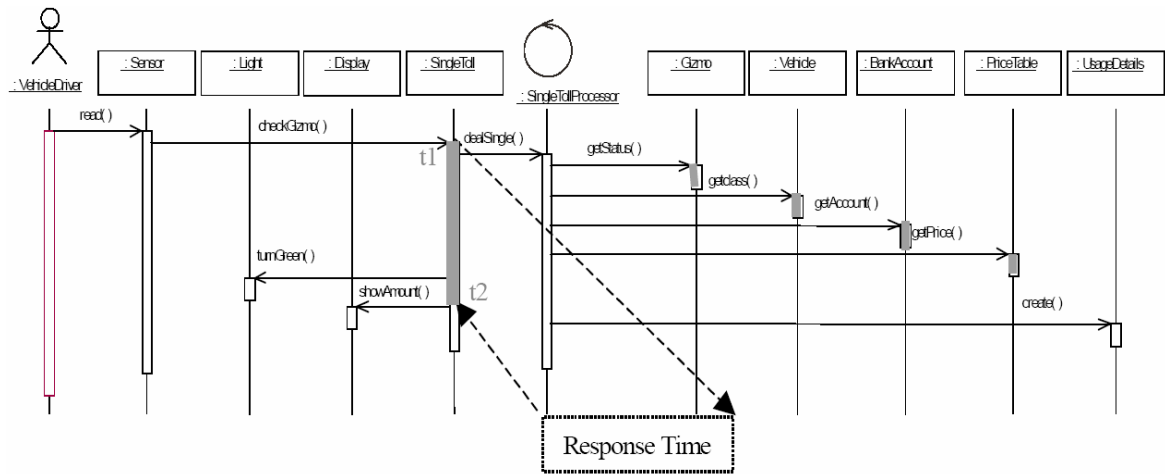 : Sensor
: Light
: Display
: SingleToll
: Gizmo
: Vehicle
: BankAccount
: PriceTable
: UsageDetails
: VehicleDriver
: SingleTollProcessor
read( )
checkGizmo( )
dealSingle( )
t1
getStatus( )
getclass( )
getAccount( )
getPrice( )
turnGreen( )
showAmount( )
t2
create( )
Response Time